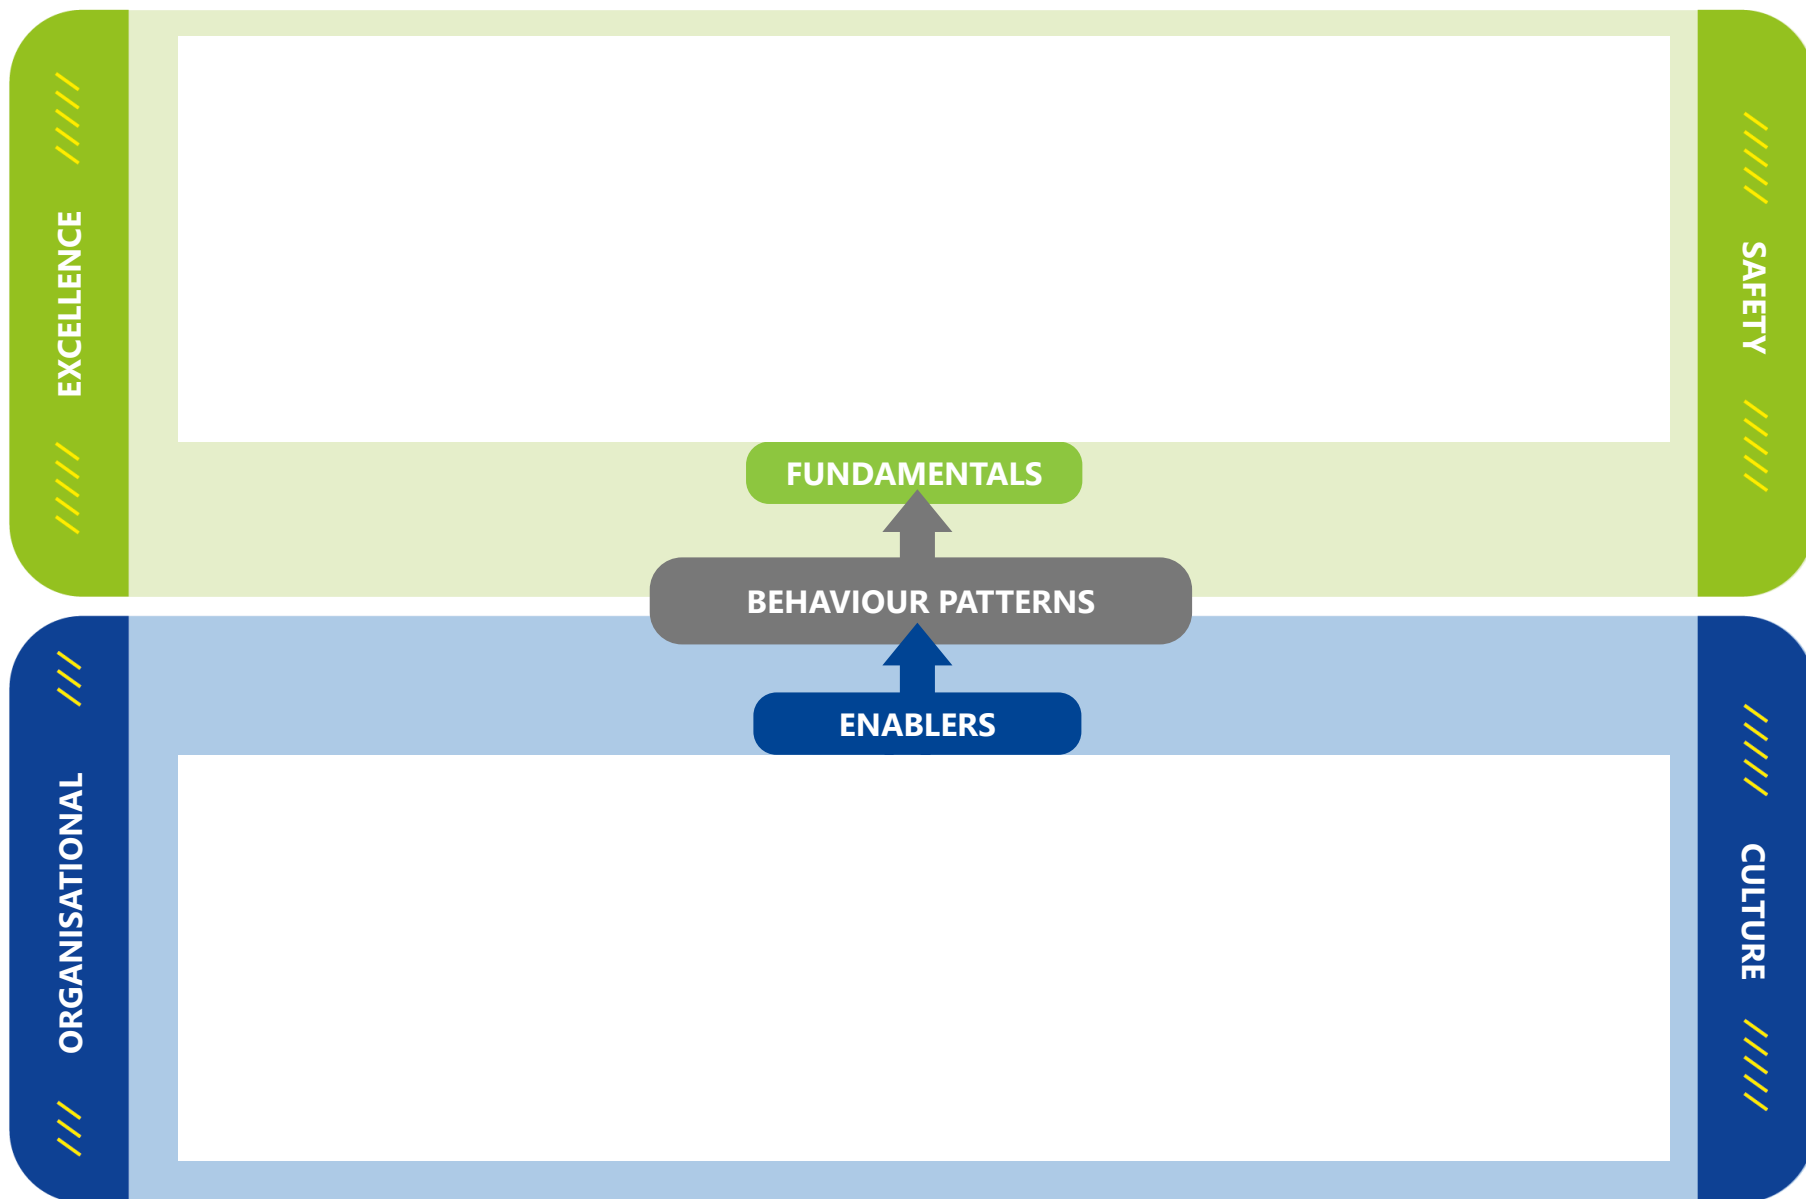 EXCELLENCE
SAFETY
FUNDAMENTALS
BEHAVIOUR PATTERNS
ENABLERS
ORGANISATIONAL
CULTURE